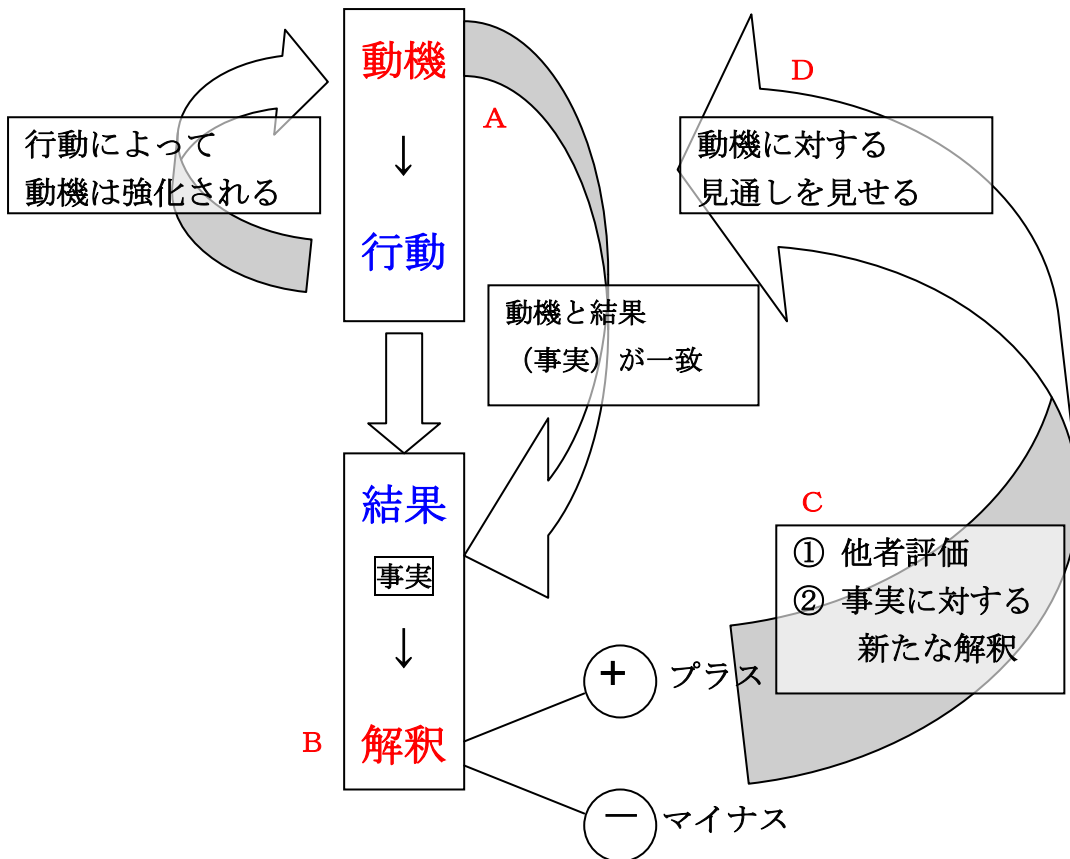 動機
↓
行動
行動によって
動機は強化される
A
動機と結果
（事実）が一致
D
動機に対する
見通しを見せる
結果
事実
↓
B
解釈
+ プラス
－ マイナス
C
① 他者評価
② 事実に対する
新たな解釈